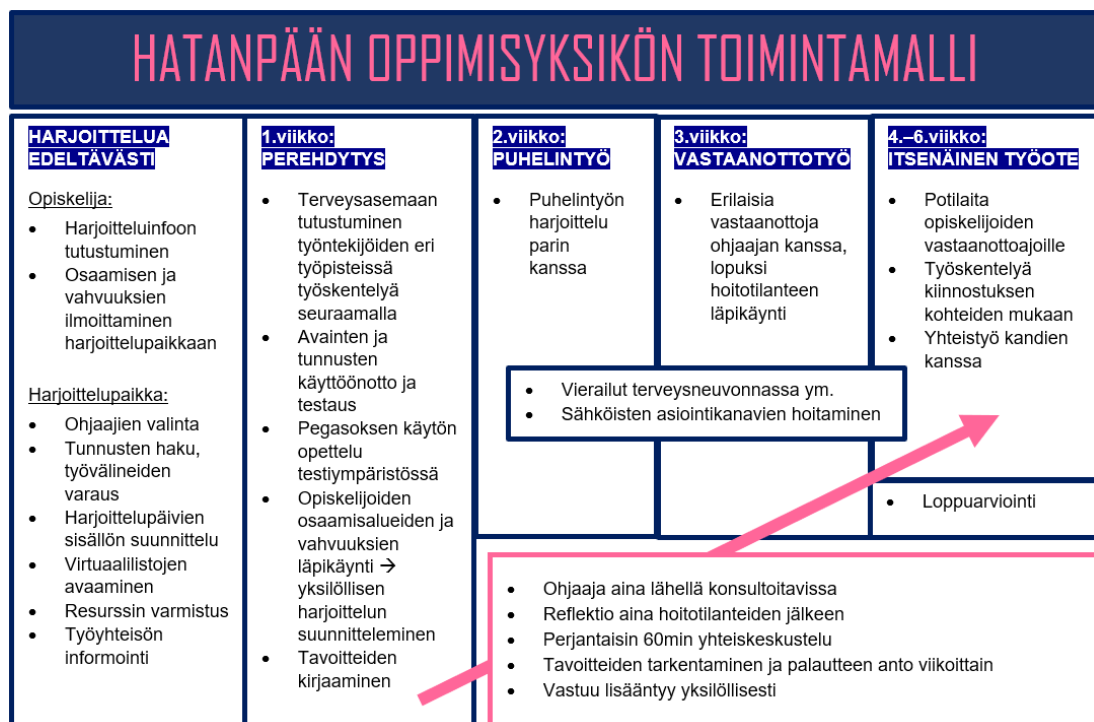 HATANPÄÄN OPPIMISYKSIKÖN TOIMINTAMALLI
HARJOITTELUA
EDELTÄVÄSTI
Opiskelija:
• Harjoitteluinfoon
tutustuminen
• Osaamisen ja
vahvuuksien
ilmoittaminen
harjoittelupaikkaan
Harjoittelupaikka:
• Ohjaajien valinta
• Tunnusten haku,
työvälineiden
varaus
• Harjoittelupäivien
sisällön suunnittelu
• Virtuaalilistojen
avaaminen
• Resurssin varmistus
• Työyhteisön
informointi
1.viikko:
PEREHDYTYS
• Terveysasemaan
tutustuminen
työntekijöiden eri
työpisteissä
työskentelyä
seuraamalla
• Avainten ja
tunnusten
käyttöönotto ja
testaus
• Pegasoksen käytön
opettelu
testiympäristössä
• Opiskelijoiden
osaamisalueiden ja
vahvuuksien
läpikäynti →
yksilöllisen
harjoittelun
suunnitteleminen
• Tavoitteiden
kirjaaminen
2.viikko:
PUHELINTYÖ
• Puhelintyön
harjoittelu
parin
kanssa
3.viikko:
VASTAANOTTOTYÖ
• Erilaisia
vastaanottoja
ohjaajan kanssa,
lopuksi
hoitotilanteen
läpikäynti
4.–6.viikko:
ITSENÄINEN TYÖOTE
• Potilaita
opiskelijoiden
vastaanottoajoille
• Työskentelyä
kiinnostuksen
kohteiden mukaan
• Yhteistyö kandien
kanssa
• Vierailut terveysneuvonnassa ym.
• Sähköisten asiointikanavien hoitaminen
• Loppuarviointi
• Ohjaaja aina lähellä konsultoitavissa
• Reflektio aina hoitotilanteiden jälkeen
• Perjantaisin 60min yhteiskeskustelu
• Tavoitteiden tarkentaminen ja palautteen anto viikoittain
• Vastuu lisääntyy yksilöllisesti